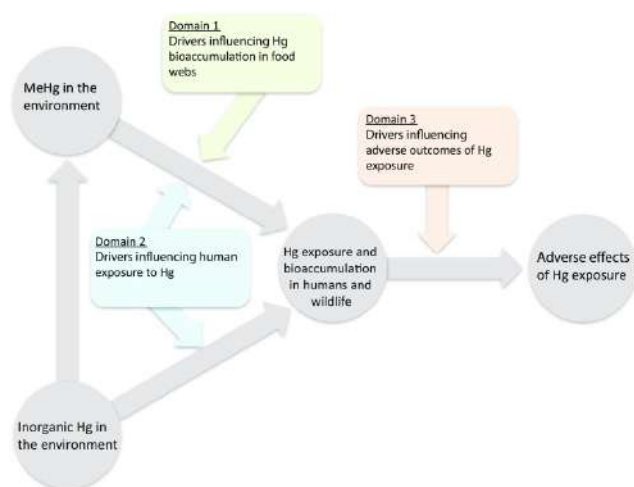 Domain 1
Drivers influencing Hg
bioaccumulation in food
webs
MeHg in the
environment
Domain 3
Drivers influencing
adverse outcomes of Hg
exposure
Domain 2
Drivers influencing human
exposure to Hg
Hg exposure and
bioaccumulation
in humans and
wildlife
Adverse effects
of Hg exposure
Inorganic Hg in
the environment